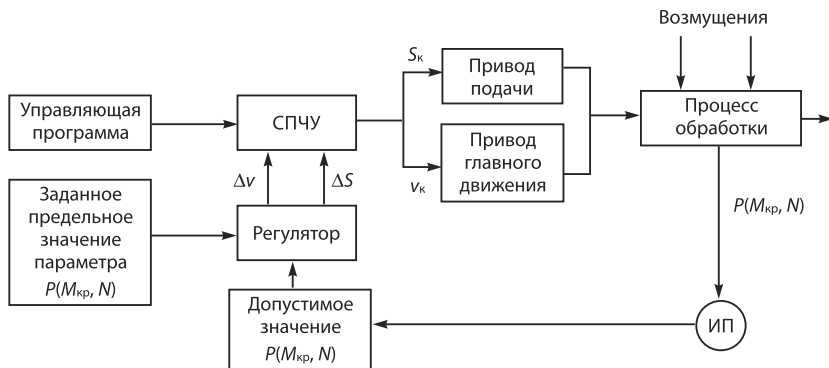 Возмущения
Sк
Привод
подачи
Управляющая
программа
СПЧУ
Процесс
обработки
Привод
главного
движения
vк
Δv
ΔS
Заданное
предельное
значение
параметра
P(Mкр, N)
Регулятор
P(Mкр, N)
Допустимое
значение
P(Mкр, N)
ИП